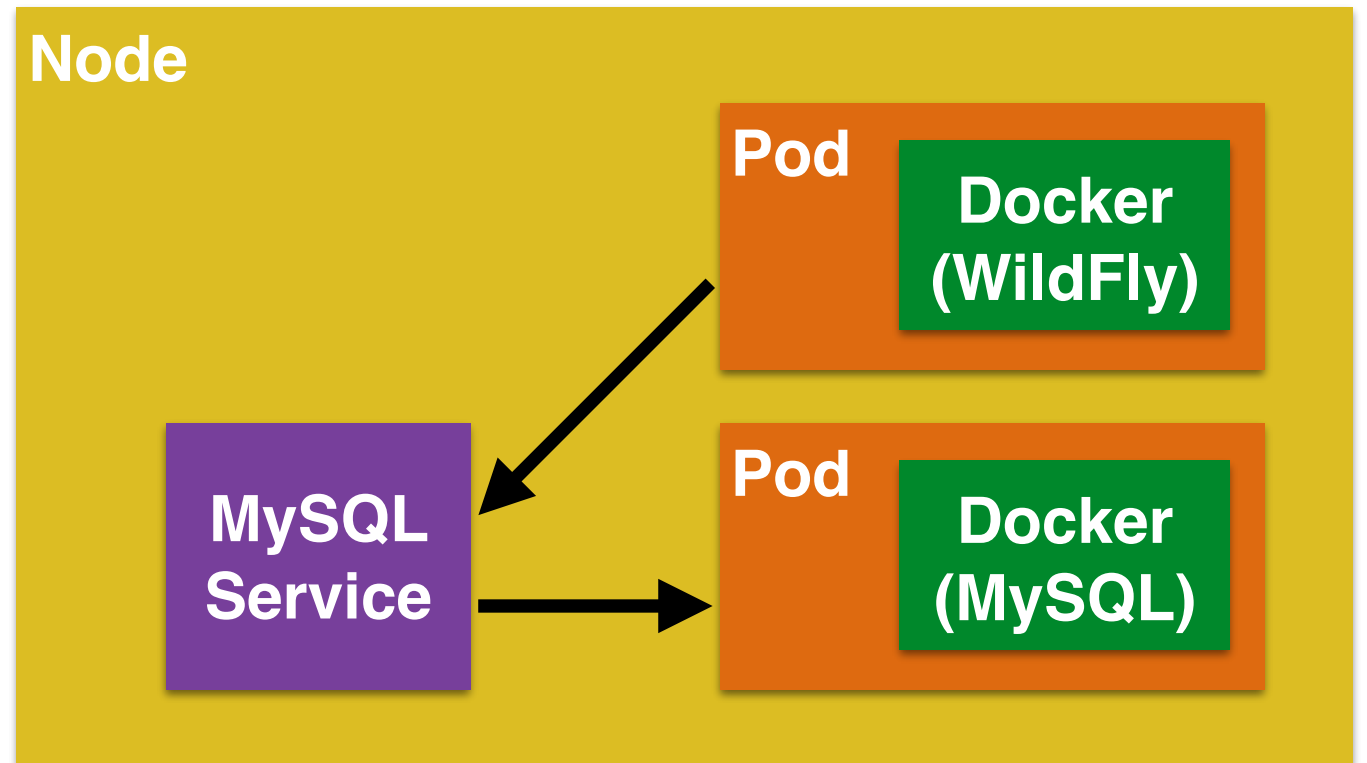 Node
Pod
Docker
(WildFly)
MySQL
Service
Pod
Docker
(MySQL)